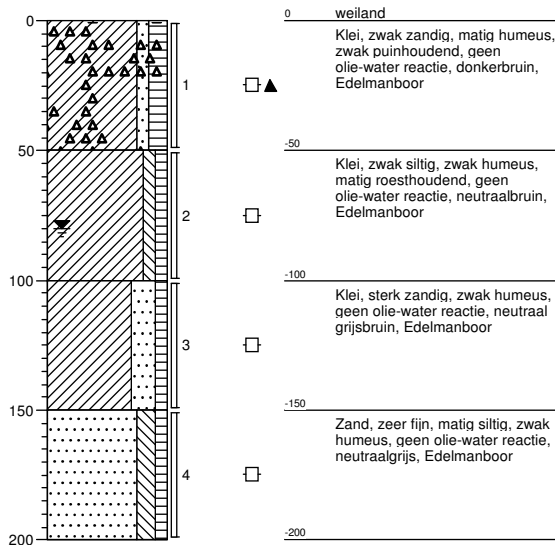 0
50
100
150
200
1
2
3
4
0
weiland
Klei, zwak zandig, matig humeus,
zwak puinhoudend, geen
olie-water reactie, donkerbruin,
Edelmanboor
-50
Klei, zwak siltig, zwak humeus,
matig roesthoudend, geen
olie-water reactie, neutraalbruin,
Edelmanboor
-100
Klei, sterk zandig, zwak humeus,
geen olie-water reactie, neutraal
grijsbruin, Edelmanboor
-150
Zand, zeer fijn, matig siltig, zwak
humeus, geen olie-water reactie,
neutraalgrijs, Edelmanboor
-200